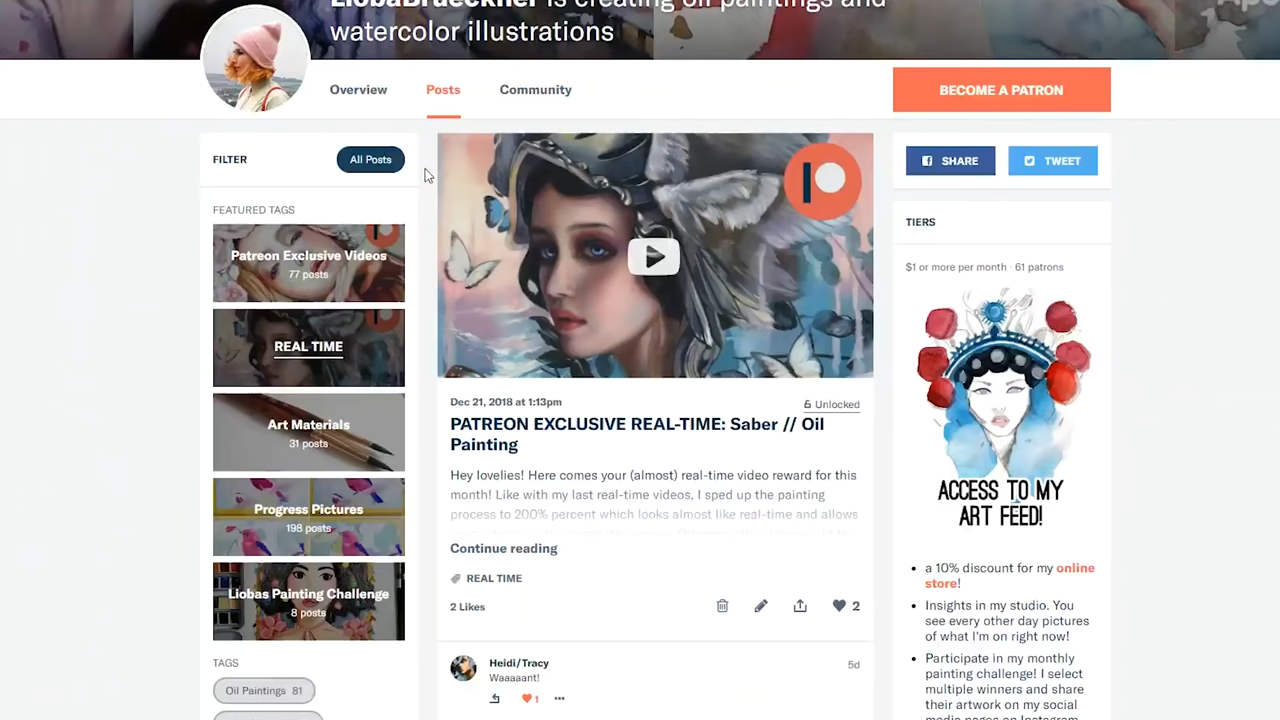 LiobaBrueckner is creating oil paintings and
watercolor illustrations
Overview
Posts
Community
BECOME A PATRON
FILTER
All Posts
FEATURED TAGS
Patreon Exclusive Videos
77 posts
REAL TIME
Art Materials
31 posts
Progress Pictures
198 posts
Liobas Painting Challenge
8 posts
TAGS
Oil Paintings 81
Dec 21, 2018 at 1:13pm
Unlocked
PATREON EXCLUSIVE REAL-TIME: Saber // Oil
Painting
Hey lovelies! Here comes your (almost) real-time video reward for this
month! Like with my last real-time videos, I sped up the painting
process to 200% percent which looks almost like real-time and allows
Continue reading
REAL TIME
2 Likes
2
Heidi/Tracy
5d
Waaaaant!
1
SHARE
TWEET
TIERS
$1 or more per month · 61 patrons
ACCESS TO MY
ART FEED!
• a 10% discount for my online
store!
• Insights in my studio. You
see every other day pictures
of what I'm on right now!
• Participate in my monthly
painting challenge! I select
multiple winners and share
their artwork on my social
media pages on Instagram